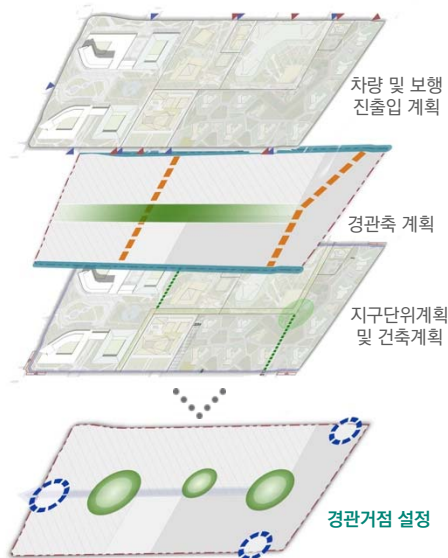 차량 및 보행
진출입 계획
경관축 계획
지구단위계획
및 건축계획
경관거점 설정